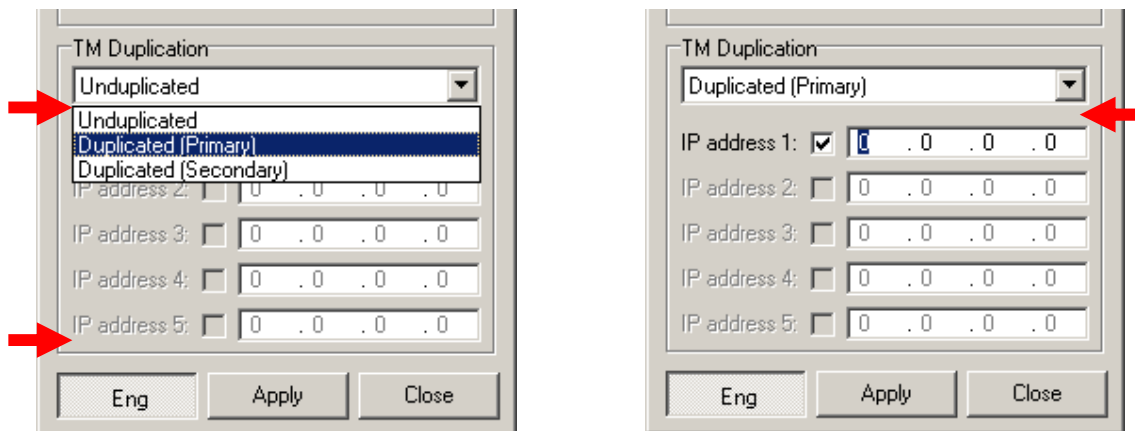 TM Duplication
Unduplicated
Unduplicated
Duplicated (Primary)
Duplicated (Secondary)
IP address 2: 0 . 0 . 0 . 0
IP address 3: 0 . 0 . 0 . 0
IP address 4: 0 . 0 . 0 . 0
IP address 5: 0 . 0 . 0 . 0
Eng Apply Close
TM Duplication
Duplicated (Primary)
IP address 1: 0 . 0 . 0 . 0
IP address 2: 0 . 0 . 0 . 0
IP address 3: 0 . 0 . 0 . 0
IP address 4: 0 . 0 . 0 . 0
IP address 5: 0 . 0 . 0 . 0
Eng Apply Close